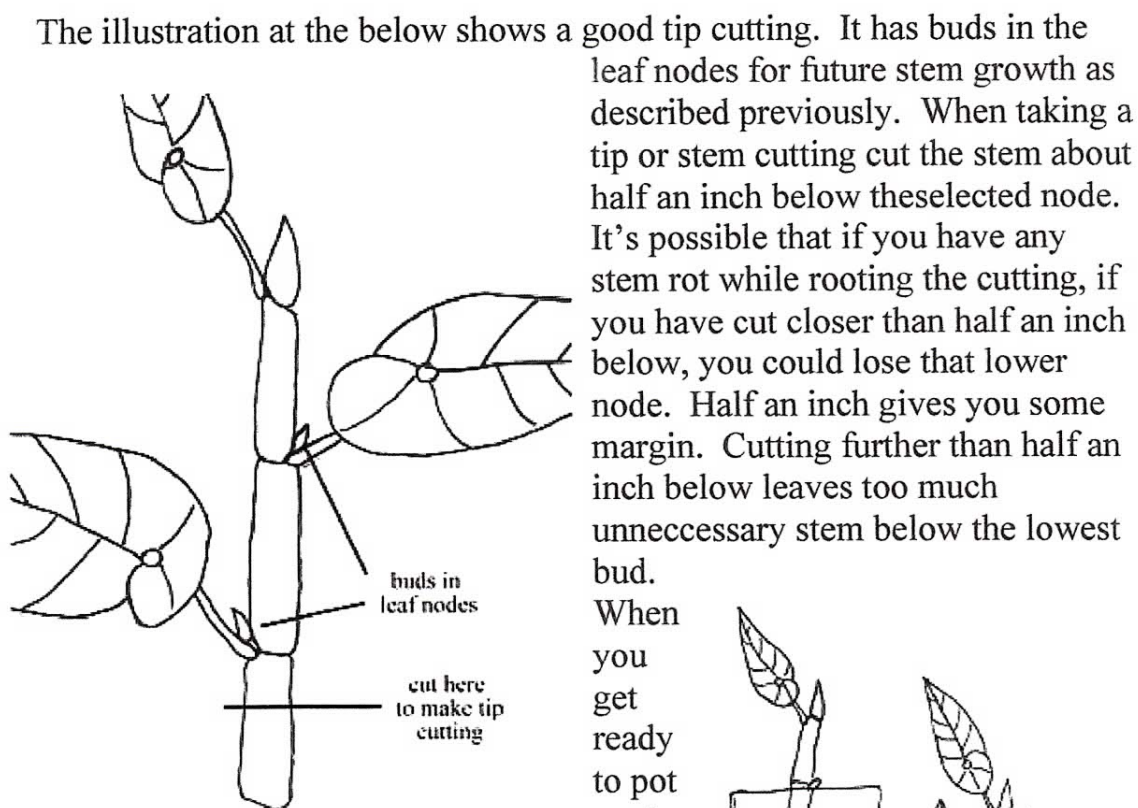 The illustration at the below shows a good tip cutting. It has buds in the
leaf nodes for future stem growth as
described previously. When taking a
tip or stem cutting cut the stem about
half an inch below theselected node.
It's possible that if you have any
stem rot while rooting the cutting, if
you have cut closer than half an inch
below, you could lose that lower
node. Half an inch gives you some
margin. Cutting further than half an
inch below leaves too much
unneccessary stem below the lowest
bud.
When
you
get
ready
to pot
buds in
leaf nodes
cut here
to make tip
cutting